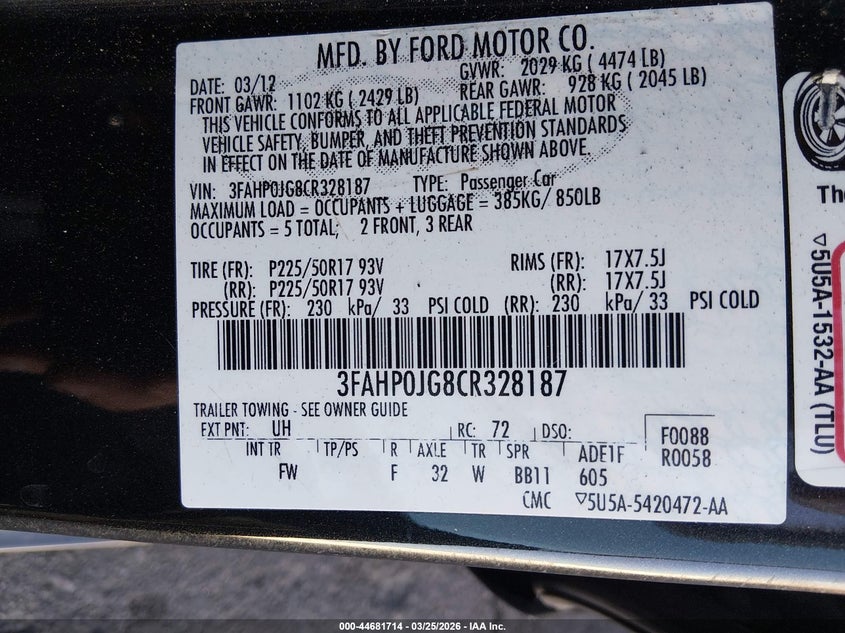 MFD. BY FORD MOTOR CO.
DATE: 03/12 GVWR: 2029 KG ( 4474 LB)
FRONT GAWR: 1102 KG ( 2429 LB) REAR GAWR: 928 KG ( 2045 LB)
THIS VEHICLE CONFORMS TO ALL APPLICABLE FEDERAL MOTOR
VEHICLE SAFETY, BUMPER, AND THEFT PREVENTION STANDARDS
IN EFFECT ON THE DATE OF MANUFACTURE SHOWN ABOVE.
VIN: 3FAHP0JG8CR328187 TYPE: Passenger Car
MAXIMUM LOAD = OCCUPANTS + LUGGAGE = 385KG/ 850LB
OCCUPANTS = 5 TOTAL; 2 FRONT, 3 REAR
TIRE (FR): P225/50R17 93V RIMS (FR): 17X7.5J
(RR): P225/50R17 93V (RR): 17X7.5J
PRESSURE (FR): 230 kPa/ 33 PSI COLD (RR): 230 kPa/ 33 PSI COLD
3FAHP0JG8CR328187
TRAILER TOWING - SEE OWNER GUIDE
EXT PNT: UH RC: 72 DSO: F0088
INT TR TP/PS R AXLE TR SPR ADE1F R0058
FW F 32 W BB11 605
CMC ▽5U5A-5420472-AA
The
▽5U5A-1532-AA (TLU)
000-44681714 - 03/25/2026 - IAA Inc.